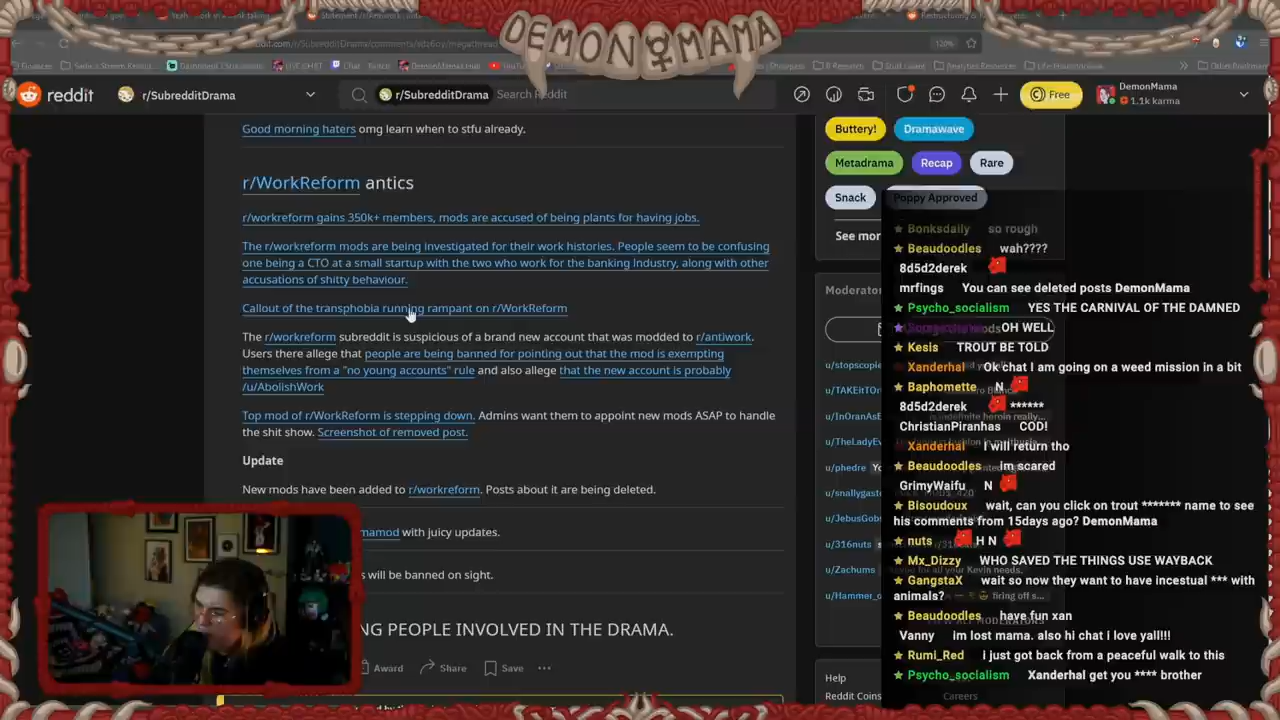 DEMON MAMA
120%
reddit
r/SubredditDrama
r/SubredditDrama Search Reddit
Free
DemonMama
1.1k karma
Good morning haters omg learn when to stfu already.
r/WorkReform antics
r/workreform gains 350k+ members, mods are accused of being plants for having jobs.
The r/workreform mods are being investigated for their work histories. People seem to be confusing
one being a CTO at a small startup with the two who work for the banking Industry, along with other
accusations of shitty behaviour.
Callout of the transphobia running rampant on r/WorkReform
The r/workreform subreddit is suspicious of a brand new account that was modded to r/antiwork.
Users there allege that people are being banned for pointing out that the mod is exempting
themselves from a "no young accounts" rule and also allege that the new account is probably
/u/AbolishWork
Top mod of r/WorkReform is stepping down. Admins want them to appoint new mods ASAP to handle
the shit show. Screenshot of removed post.
Update
New mods have been added to r/workreform. Posts about it are being deleted.
mamod with juicy updates.
s will be banned on sight.
NG PEOPLE INVOLVED IN THE DRAMA.
Award
Share
Save
Buttery!
Dramawave
Metadrama
Recap
Rare
Snack
Poppy Approved
See mor
Moderator
u/stopscopie
u/TAKEitTOr
u/InOranAsE
u/TheLadyEv
u/phedre
u/snallygast
u/JebusGobs
u/316nuts
u/Zachums
u/Hammer_o
Help
Reddit Coins
Careers
Bonksdaily so rough
Beaudoodles wah????
8d5d2derek
mrfings You can see deleted posts DemonMama
Psycho_socialism YES THE CARNIVAL OF THE DAMNED
OH WELL
Kesis TROUT BE TOLD
Xanderhal Ok chat I am going on a weed mission in a bit
Baphomette N
8d5d2derek ******
ChristianPiranhas COD!
Xanderhal I will return tho
Beaudoodles im scared
GrimyWaifu N
Bisoudoux wait, can you click on trout ******* name to see
his comments from 15days ago? DemonMama
nuts H N
Mx_Dizzy WHO SAVED THE THINGS USE WAYBACK
GangstaX wait so now they want to have incestual *** with
animals?
Beaudoodles have fun xan
Vanny im lost mama. also hi chat i love yall!!!
Rumi_Red i just got back from a peaceful walk to this
Psycho_socialism Xanderhal get you **** brother